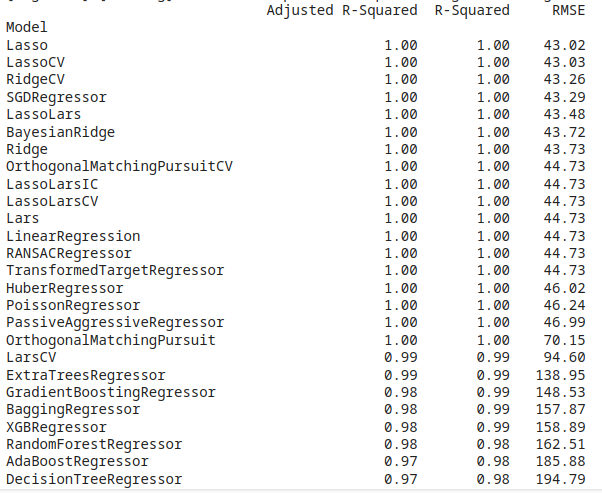 Adjusted R-Squared R-Squared RMSE
Model
Lasso 1.00 1.00 43.02
LassoCV 1.00 1.00 43.03
RidgeCV 1.00 1.00 43.26
SGDRegressor 1.00 1.00 43.29
LassoLars 1.00 1.00 43.48
BayesianRidge 1.00 1.00 43.72
Ridge 1.00 1.00 43.73
OrthogonalMatchingPursuitCV 1.00 1.00 44.73
LassoLarsIC 1.00 1.00 44.73
LassoLarsCV 1.00 1.00 44.73
Lars 1.00 1.00 44.73
LinearRegression 1.00 1.00 44.73
RANSACRegressor 1.00 1.00 44.73
TransformedTargetRegressor 1.00 1.00 44.73
HuberRegressor 1.00 1.00 46.02
PoissonRegressor 1.00 1.00 46.24
PassiveAggressiveRegressor 1.00 1.00 46.99
OrthogonalMatchingPursuit 1.00 1.00 70.15
LarsCV 0.99 0.99 94.60
ExtraTreesRegressor 0.99 0.99 138.95
GradientBoostingRegressor 0.98 0.99 148.53
BaggingRegressor 0.98 0.99 157.87
XGBRegressor 0.98 0.99 158.89
RandomForestRegressor 0.98 0.98 162.51
AdaBoostRegressor 0.97 0.98 185.88
DecisionTreeRegressor 0.97 0.98 194.79